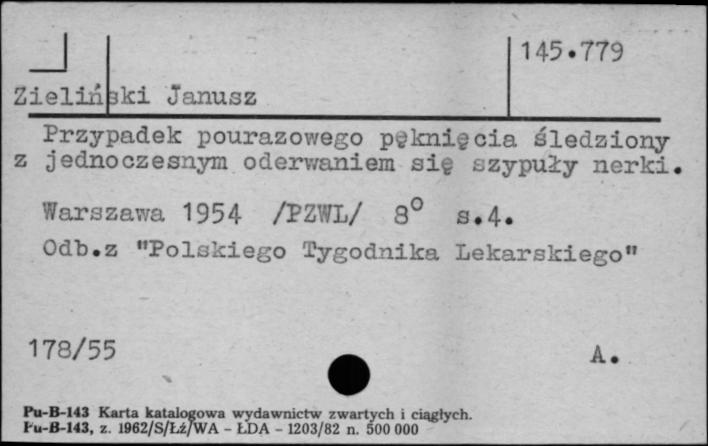 145.779
Zieliński Janusz
Przypadek pourazowego pęknięcia śledziony
z jednoczesnym oderwaniem się szypuły nerki.
Warszawa 1954 /PZWL/ 8° s.4.
Odb.z "Polskiego Tygodnika Lekarskiego"
178/55 A.
Pu-B-143 Karta katalogowa wydawnictw zwartych i ciągłych.
Pu-B-143, z. 1962/S/Łż/WA - ŁDA - 1203/82 n. 500 000